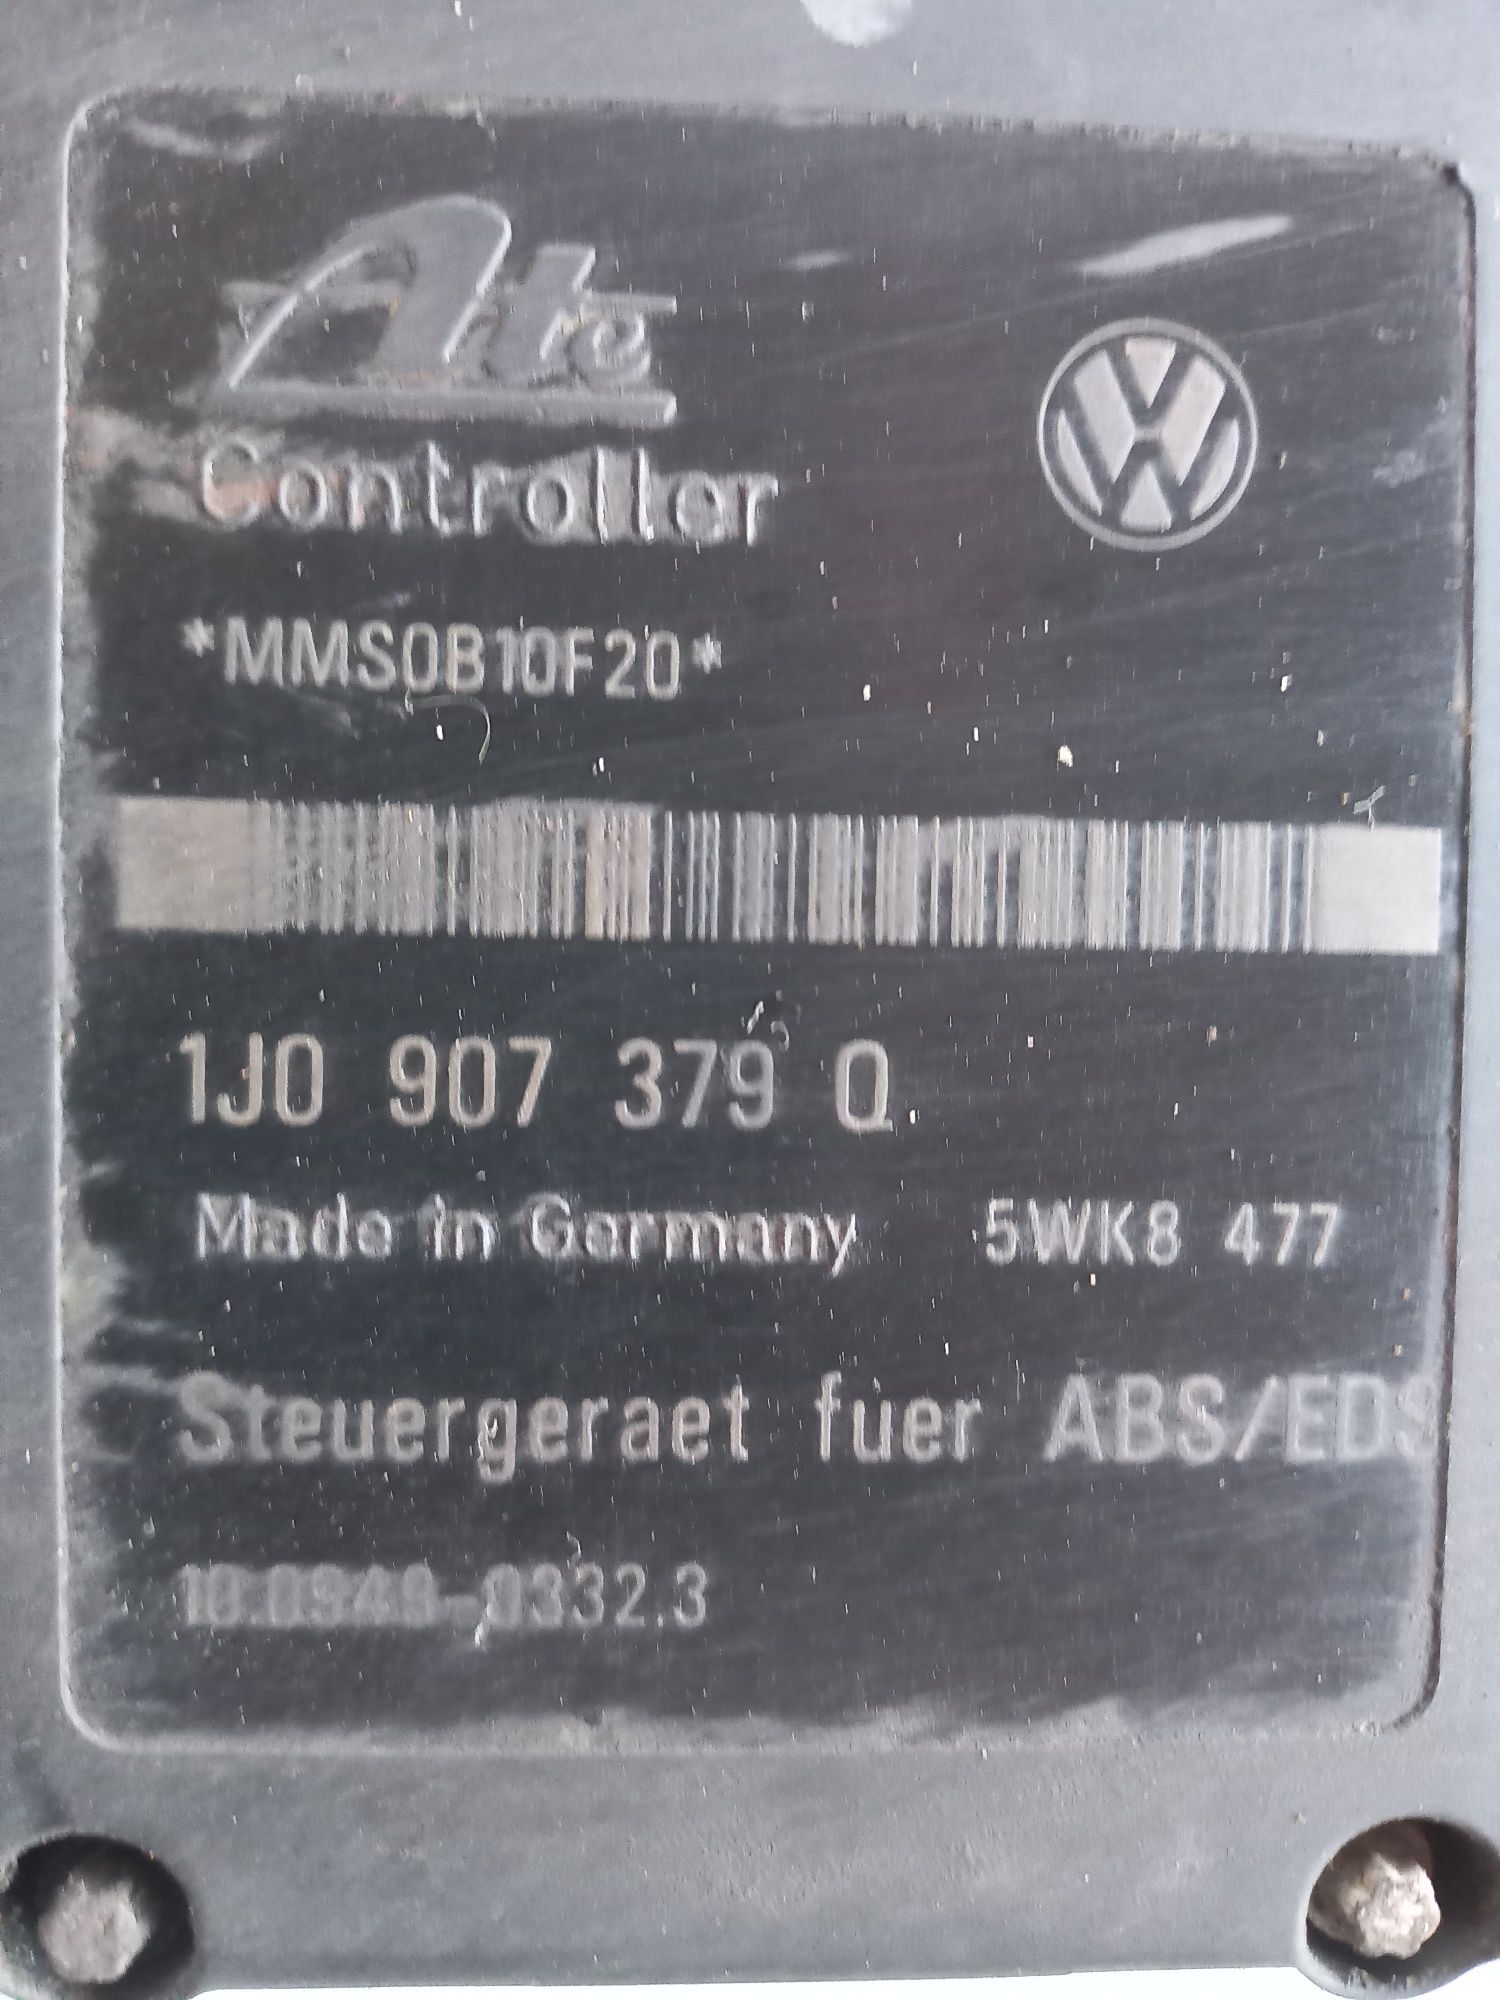 Ate
Controller
*MMS0B10F20*
1J0 907 379 Q
Made in Germany 5WK8 477
Steuergeraet fuer ABS/EDS
10.0949-0332.3